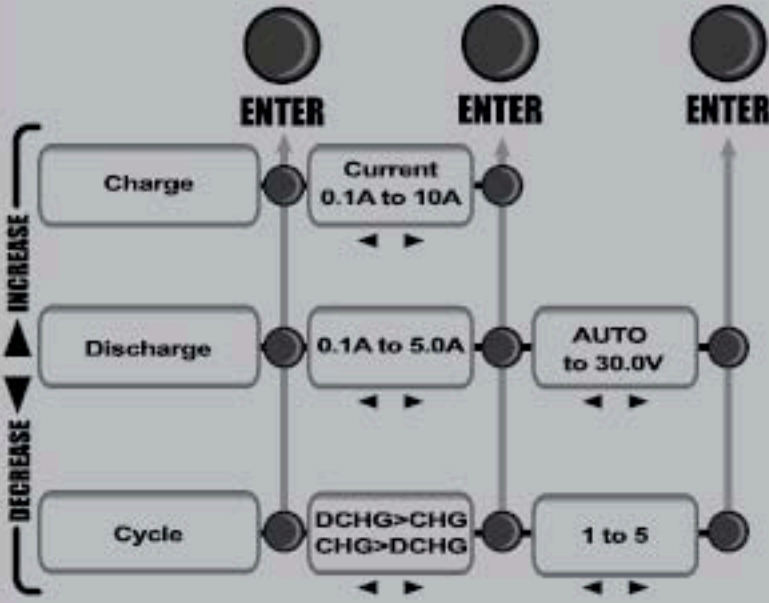 ENTER ENTER ENTER
Charge
Current
0.1A to 10A
INCREASE
Discharge
0.1A to 5.0A
AUTO
to 30.0V
DECREASE
Cycle
DCHG>CHG
CHG>DCHG
1 to 5